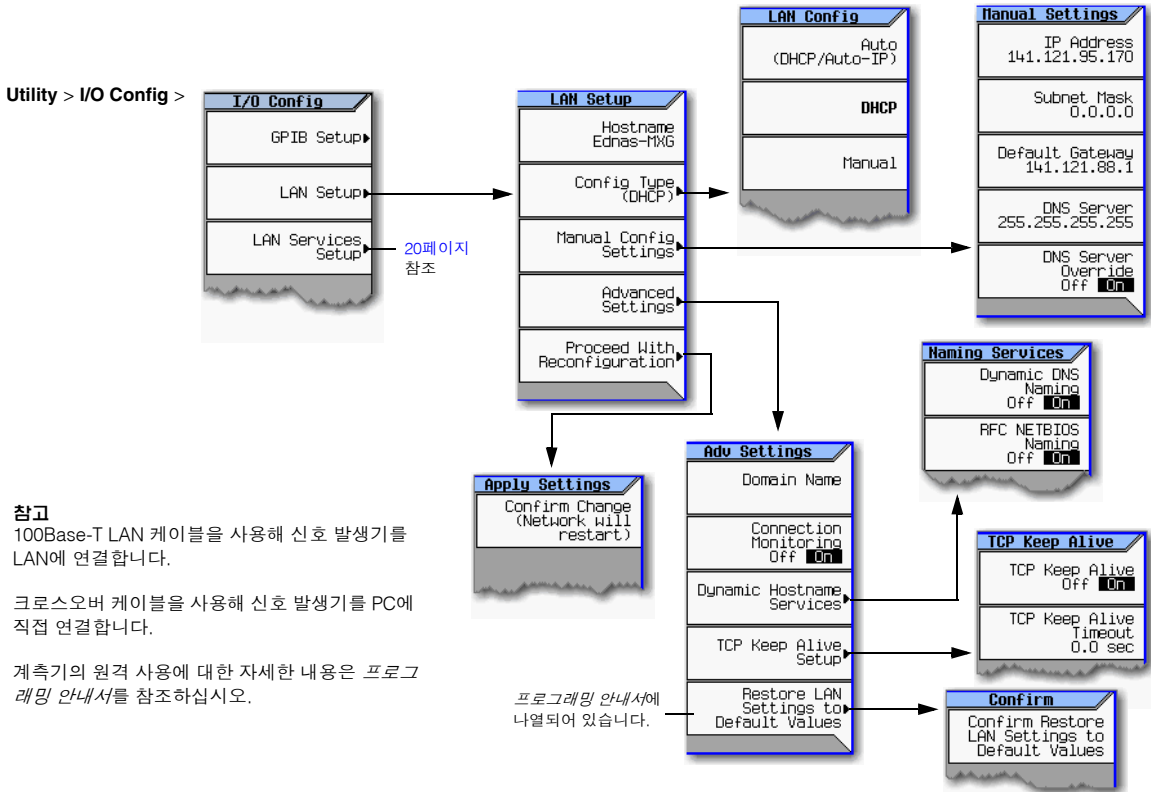 Utility > I/O Config >
I/O Config
GPIB Setup
LAN Setup
LAN Services
Setup
20페이지
참조
LAN Setup
Hostname
Ednas-MXG
Config Type
(DHCP)
Manual Config
Settings
Advanced
Settings
Proceed With
Reconfiguration
LAN Config
Auto
(DHCP/Auto-IP)
DHCP
Manual
Manual Settings
IP Address
141.121.95.170
Subnet Mask
0.0.0.0
Default Gateway
141.121.88.1
DNS Server
255.255.255.255
DNS Server
Override
Off On
Apply Settings
Confirm Change
(Network will
restart)
Adv Settings
Domain Name
Connection
Monitoring
Off On
Dynamic Hostname
Services
TCP Keep Alive
Setup
Restore LAN
Settings to
Default Values
프로그래밍 안내서에
나열되어 있습니다.
Naming Services
Dynamic DNS
Naming
Off On
RFC NETBIOS
Naming
Off On
TCP Keep Alive
TCP Keep Alive
Off On
TCP Keep Alive
Timeout
0.0 sec
Confirm
Confirm Restore
LAN Settings to
Default Values
참고
100Base-T LAN 케이블을 사용해 신호 발생기를
LAN에 연결합니다.
크로스오버 케이블을 사용해 신호 발생기를 PC에
직접 연결합니다.
계측기의 원격 사용에 대한 자세한 내용은 프로그
래밍 안내서를 참조하십시오.